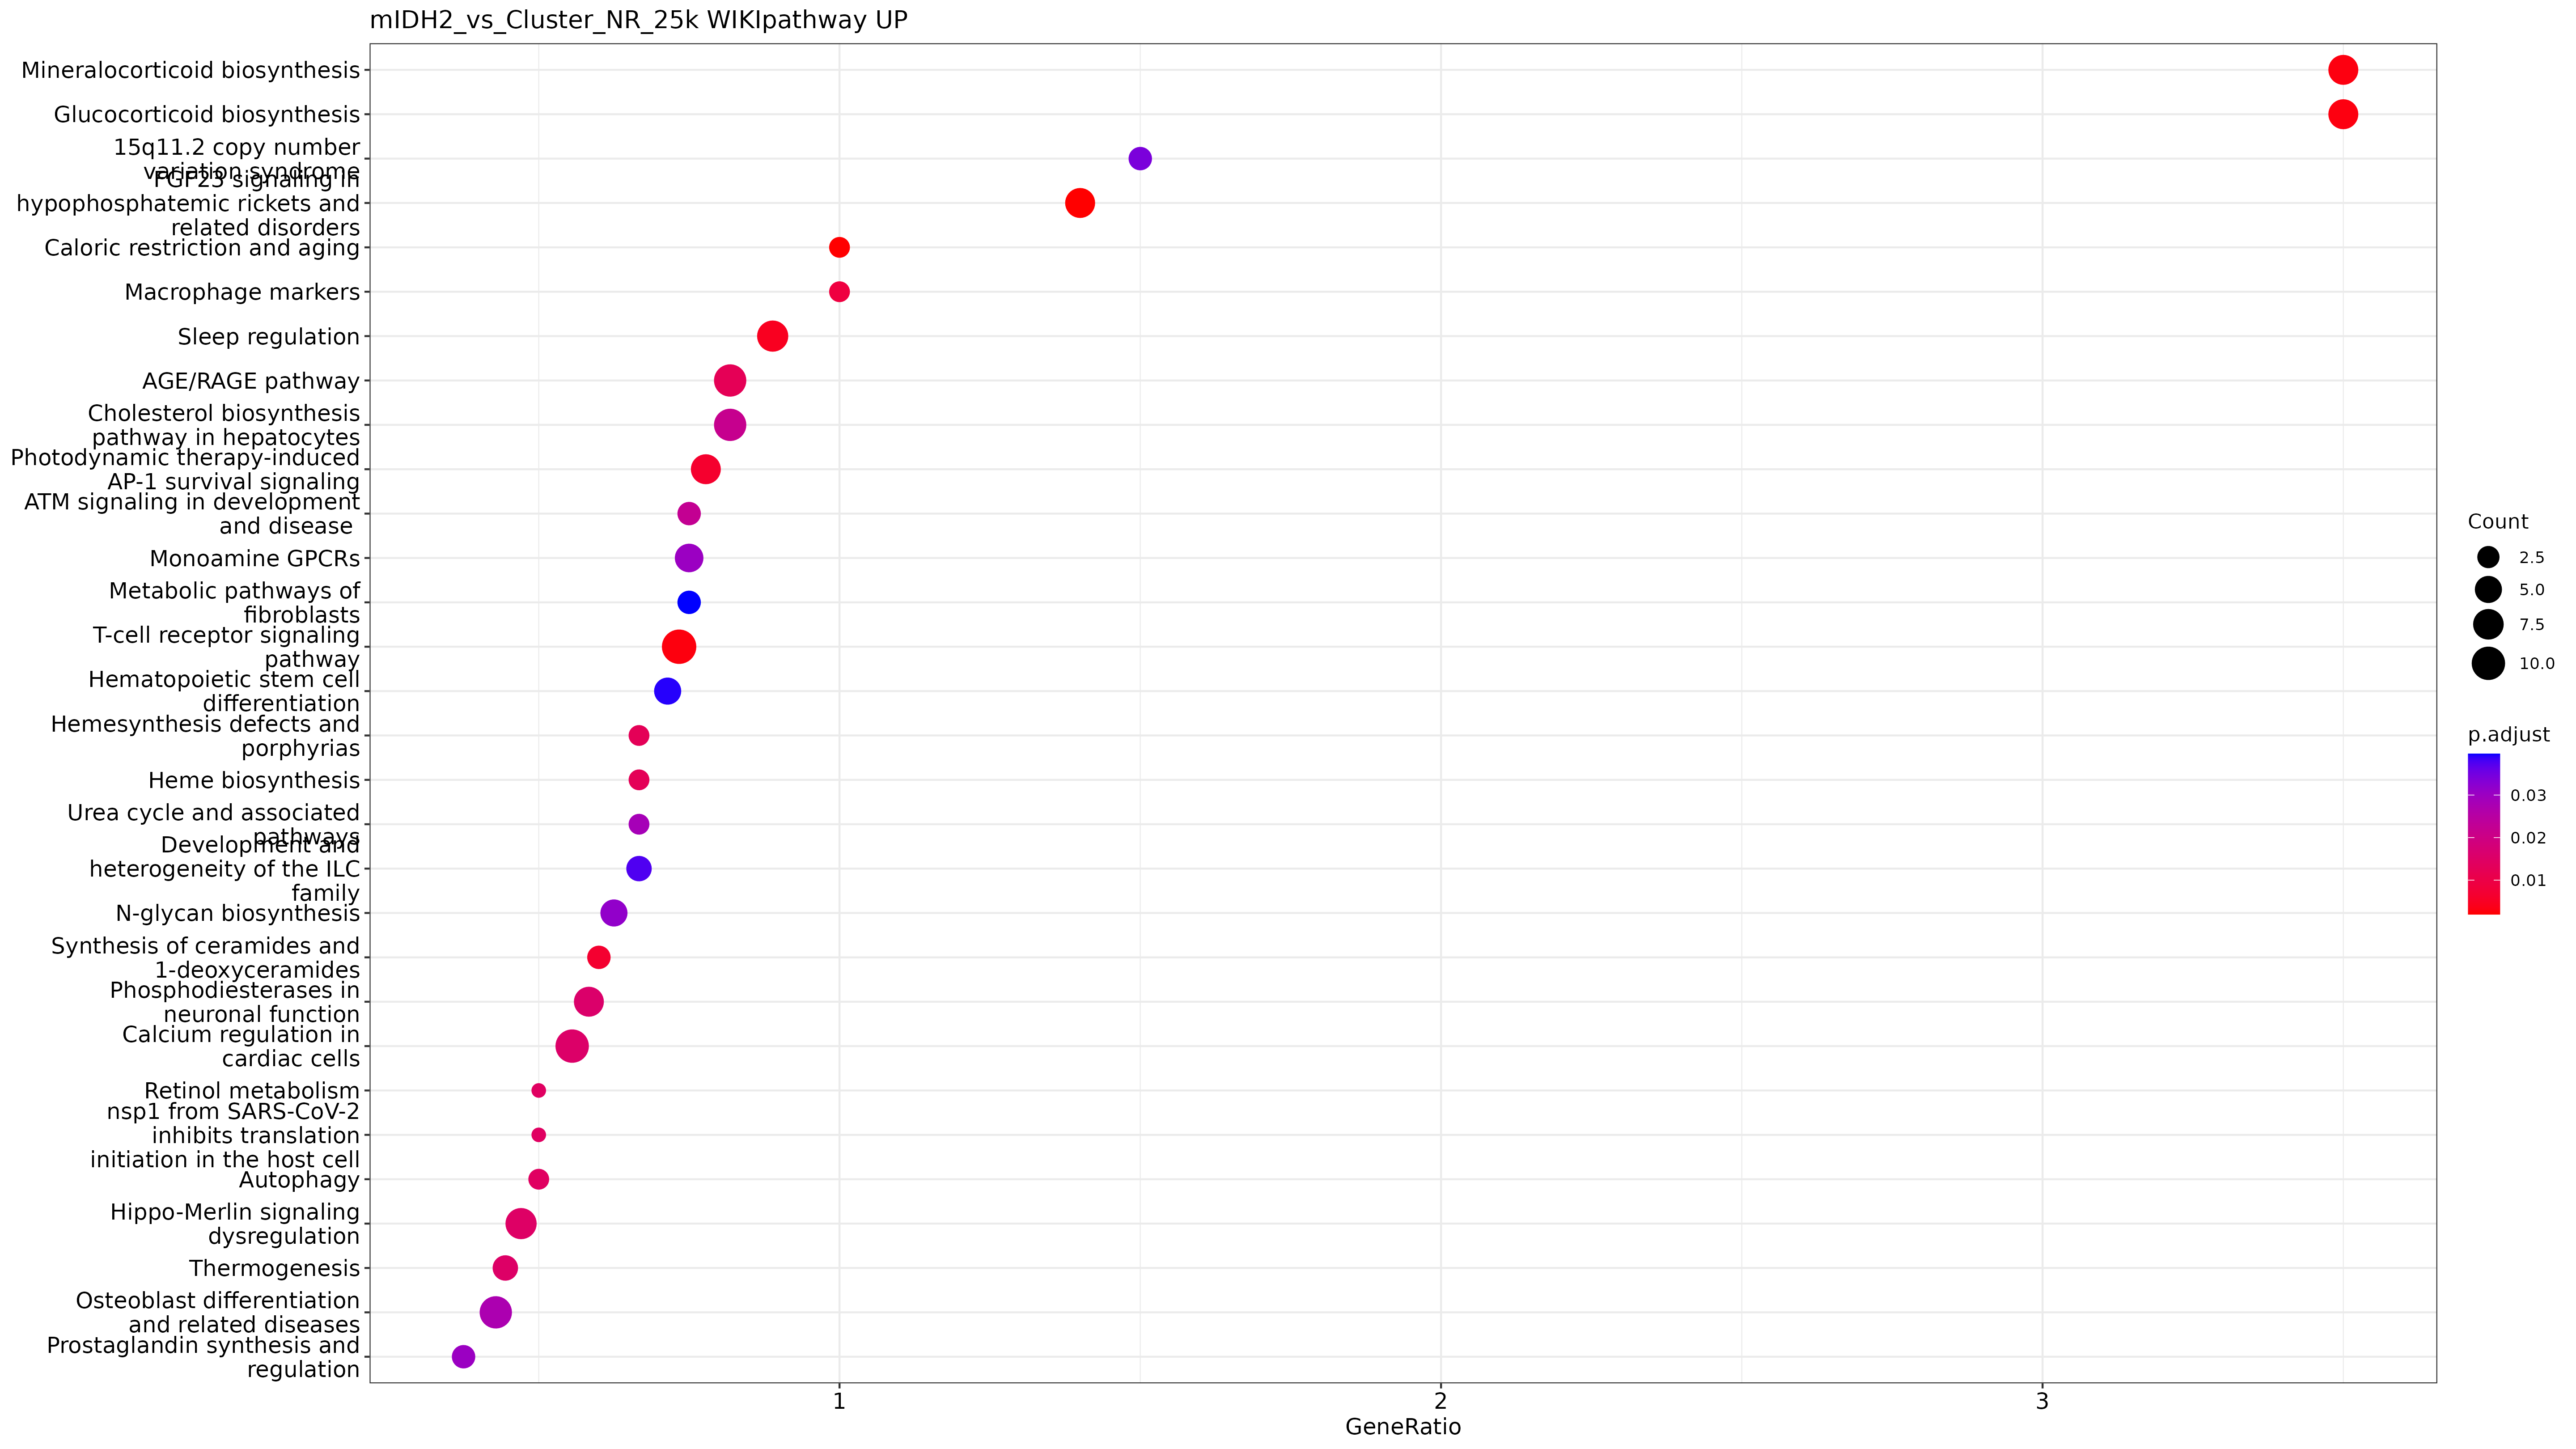 mIDH2_vs_Cluster_NR_25k WIKIpathway UP
Mineralocorticoid biosynthesis
Glucocorticoid biosynthesis
15q11.2 copy number
variation syndrome
FGF23 signaling in
hypophosphatemic rickets and
related disorders
Caloric restriction and aging
Macrophage markers
Sleep regulation
AGE/RAGE pathway
Cholesterol biosynthesis
pathway in hepatocytes
Photodynamic therapy-induced
AP-1 survival signaling
ATM signaling in development
and disease
Monoamine GPCRs
Metabolic pathways of
fibroblasts
T-cell receptor signaling
pathway
Hematopoietic stem cell
differentiation
Hemesynthesis defects and
porphyrias
Heme biosynthesis
Urea cycle and associated
pathways
Development and
heterogeneity of the ILC
family
N-glycan biosynthesis
Synthesis of ceramides and
1-deoxyceramides
Phosphodiesterases in
neuronal function
Calcium regulation in
cardiac cells
Retinol metabolism
nsp1 from SARS-CoV-2
inhibits translation
initiation in the host cell
Autophagy
Hippo-Merlin signaling
dysregulation
Thermogenesis
Osteoblast differentiation
and related diseases
Prostaglandin synthesis and
regulation
1 2 3
GeneRatio
Count
2.5
5.0
7.5
10.0
p.adjust
0.03
0.02
0.01